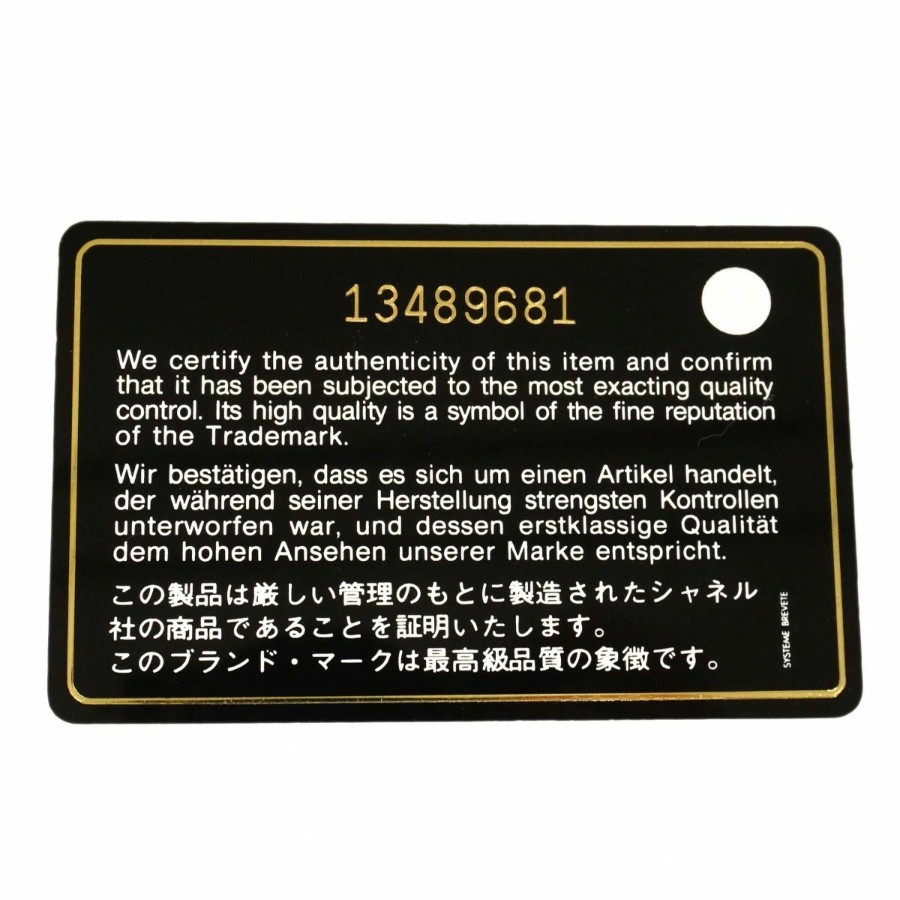 13489681
We certify the authenticity of this item and confirm
that it has been subjected to the most exacting quality
control. Its high quality is a symbol of the fine reputation
of the Trademark.
Wir bestätigen, dass es sich um einen Artikel handelt,
der während seiner Herstellung strengsten Kontrollen
unterworfen war, und dessen erstklassige Qualität
dem hohen Ansehen unserer Marke entspricht.
この製品は厳しい管理のもとに製造されたシャネル
社の商品であることを証明いたします。
このブランド・マークは最高級品質の象徴です。
SYSTEME BREVETE